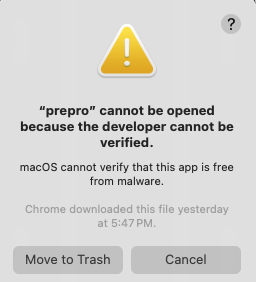 ?
“prepro” cannot be opened
because the developer cannot be
verified.
macOS cannot verify that this app is free
from malware.
Chrome downloaded this file yesterday
at 5:47 PM.
Move to Trash
Cancel